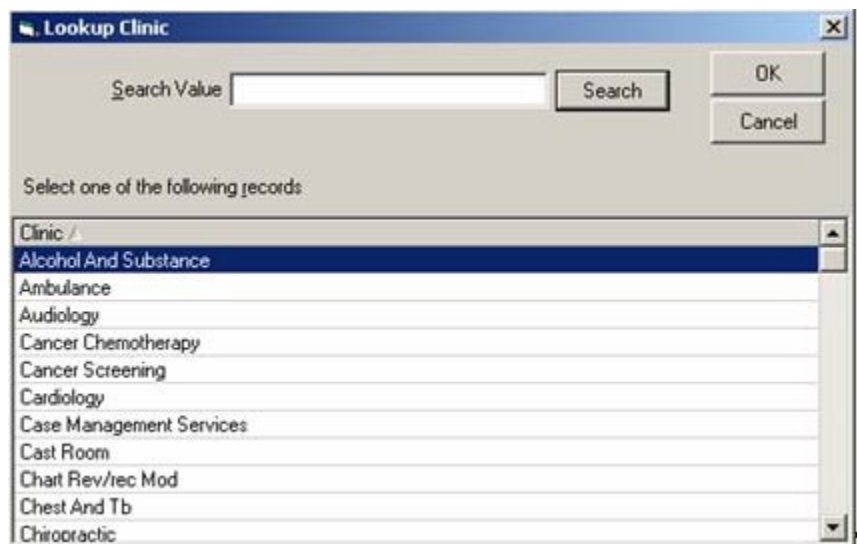 Lookup Clinic
Search Value
Search
OK
Cancel
Select one of the following records
Clinic
Alcohol And Substance
Ambulance
Audiology
Cancer Chemotherapy
Cancer Screening
Cardiology
Case Management Services
Cast Room
Chart Rev/rec Mod
Chest And Tb
Chiropractic